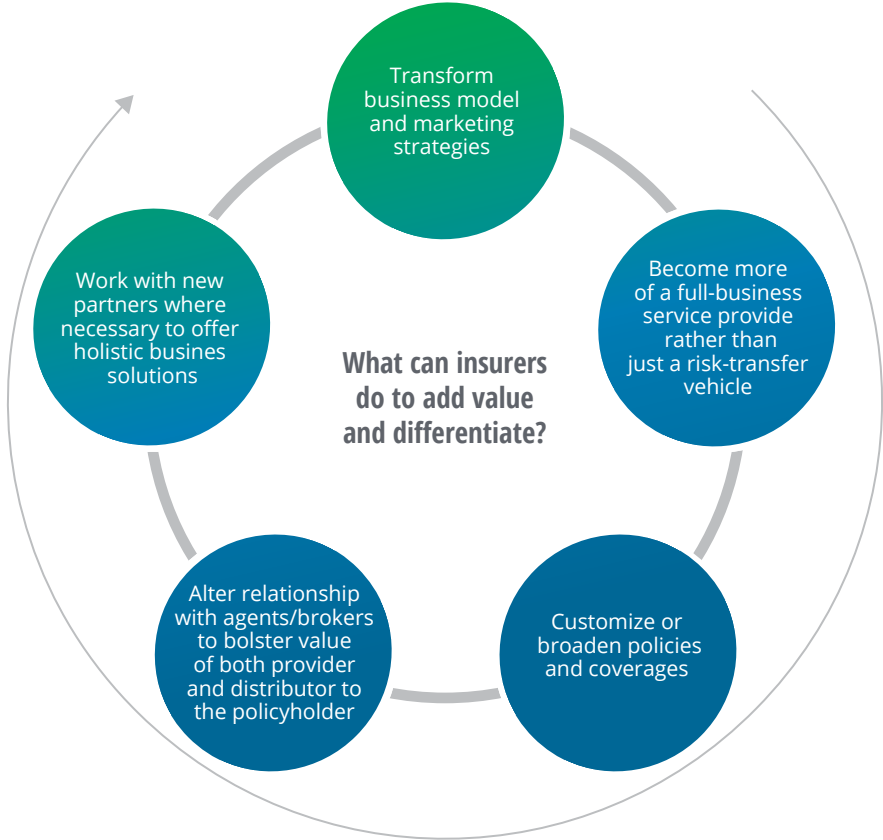 Transform
business model
and marketing
strategies
Become more
of a full-business
service provide
rather than
just a risk-transfer
vehicle
Customize or
broaden policies
and coverages
Alter relationship
with agents/brokers
to bolster value
of both provider
and distributor to
the policyholder
Work with new
partners where
necessary to offer
holistic busines
solutions
What can insurers
do to add value
and differentiate?